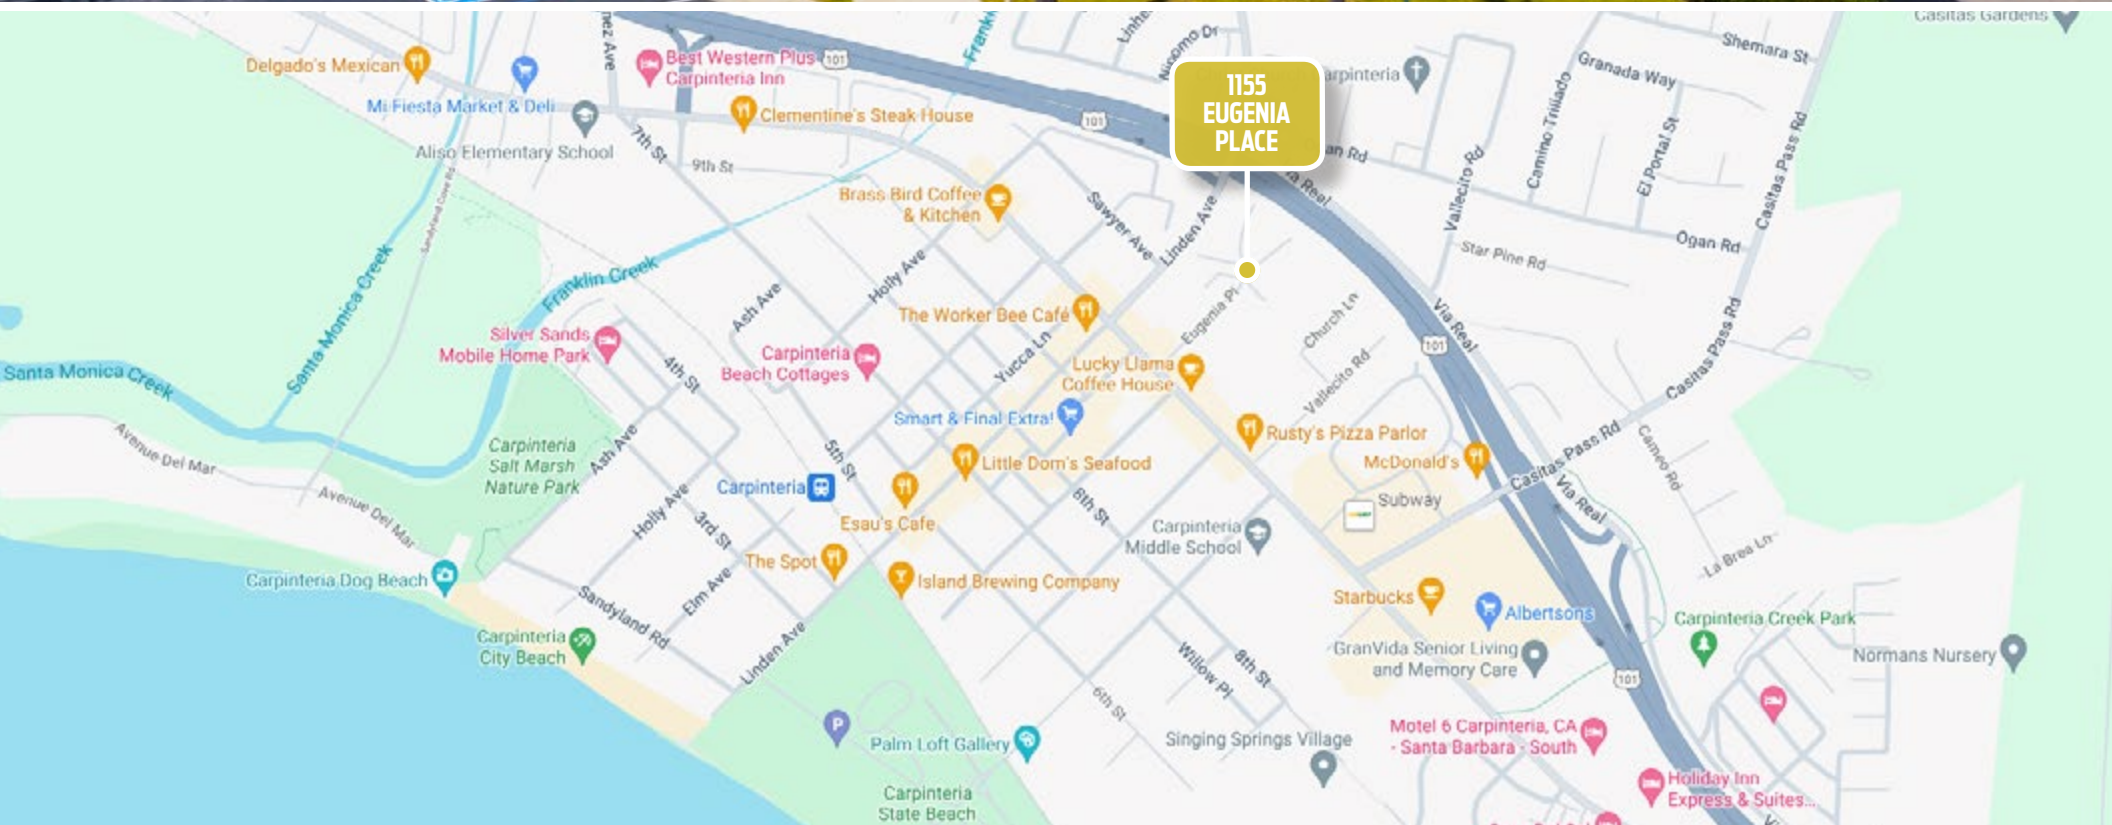 Casitas Gardens
Shemara St
Granada Way
Nicomo Dr
Delgado's Mexican
Best Western Plus
Carpinteria Inn
101
1155
EUGENIA
PLACE
Mi Fiesta Market & Deli
Clementine's Steak House
101
Camino Trillado
El Portal St
Casitas Pass Rd
Aliso Elementary School
7th St
9th St
Vallecito Rd
Brass Bird Coffee
& Kitchen
Sawyer Ave
Linden Ave
Ogan Rd
Star Pine Rd
Santa Monica Creek
Franklin Creek
Holly Ave
Ash Ave
The Worker Bee Café
Eugenia Pl
Church Ln
Via Real
101
Casitas Pass Rd
Silver Sands
Mobile Home Park
Carpinteria
Beach Cottages
Yucca Ln
Lucky Llama
Coffee House
Vallecito Rd
Santa Monica Creek
4th St
Smart & Final Extra!
Rusty's Pizza Parlor
McDonald's
Casitas Pass Rd
Cameo Rd
Avenue Del Mar
Carpinteria
Salt Marsh
Nature Park
Ash Ave
5th St
Little Dom's Seafood
Carpinteria
Subway
Via Real
Avenue Del Mar
Holly Ave
3rd St
Esau's Cafe
8th St
Carpinteria
Middle School
La Brea Ln
The Spot
Island Brewing Company
Carpinteria Dog Beach
Elm Ave
Sandyland Rd
Starbucks
Albertsons
Carpinteria Creek Park
Carpinteria
City Beach
Linden Ave
Willow Pl
8th St
GranVida Senior Living
and Memory Care
Normans Nursery
101
6th St
P
Palm Loft Gallery
Singing Springs Village
Motel 6 Carpinteria, CA
- Santa Barbara - South
Holiday Inn
Express & Suites...
Carpinteria
State Beach